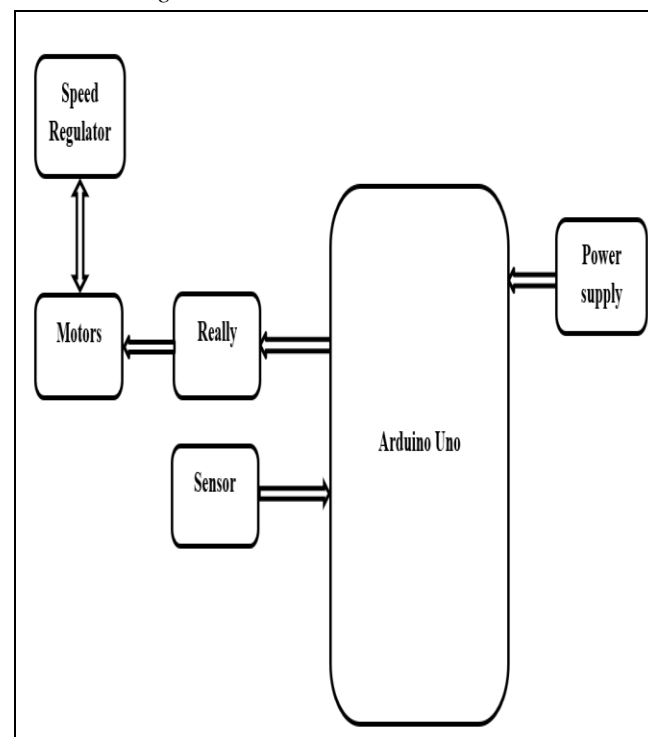 Speed
Regulator
Power
supply
Motors
Really
Arduino Uno
Sensor